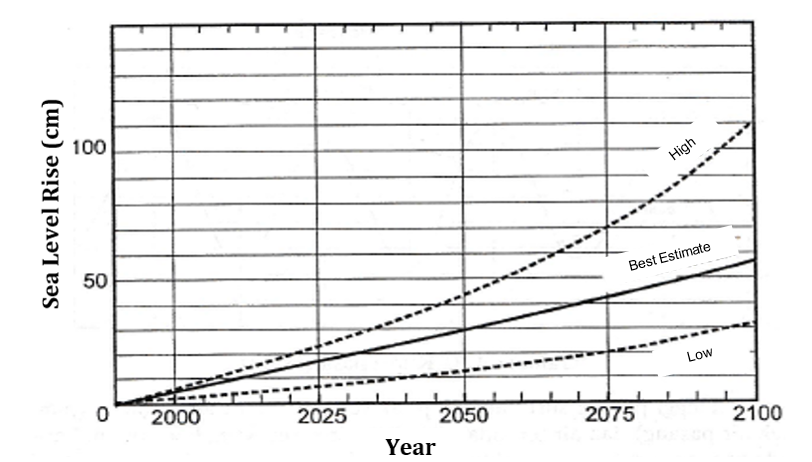 Sea Level Rise (cm)
100
50
0
High
Best Estimate
Low
2000 2025 2050 2075 2100
Year